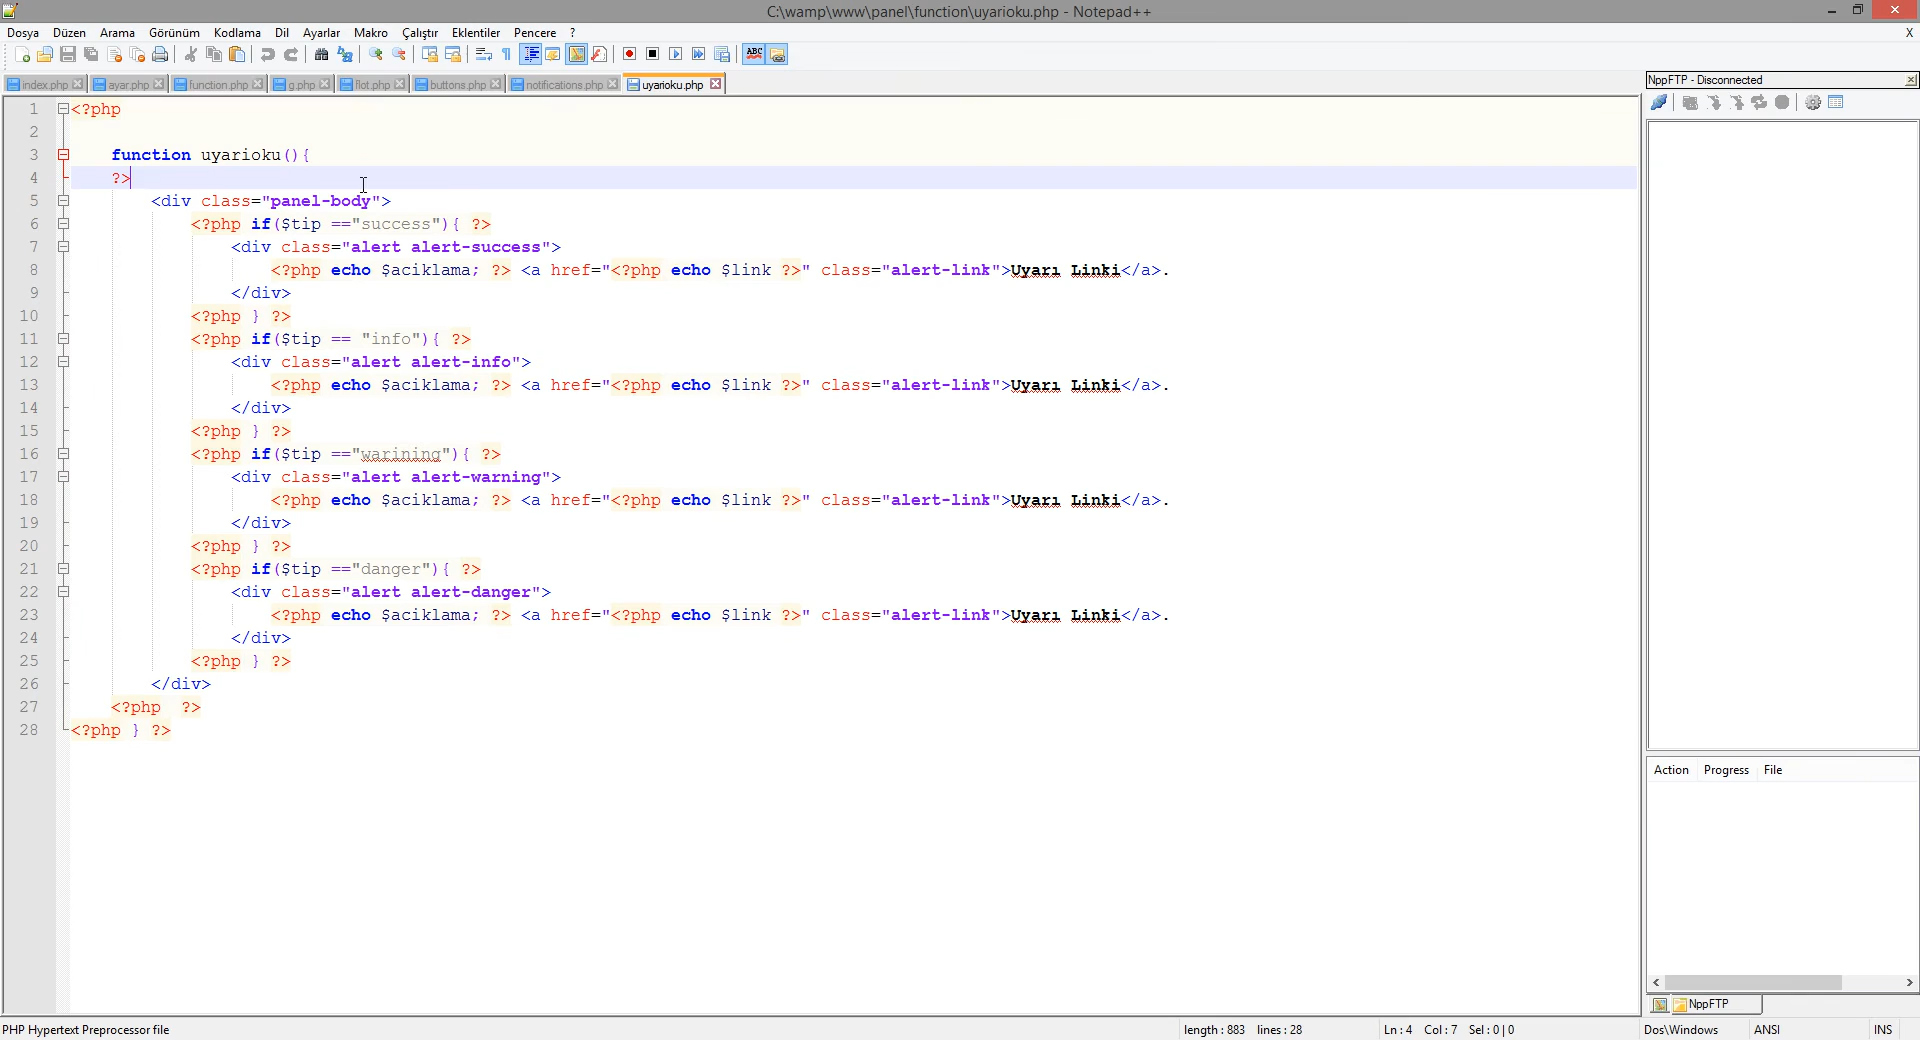 C:\wamp\www\panel\function\uyarioku.php - Notepad++
Dosya Düzen Arama Görünüm Kodlama Dil Ayarlar Makro Çalıştır Eklentiler Pencere ? X
index.php ayar.php function.php g.php flot.php buttons.php notifications.php uyarioku.php
NppFTP - Disconnected
1 <?php
2
3 function uyarioku(){
4 ?>
5 <div class="panel-body">
6 <?php if($tip =="success"){ ?>
7 <div class="alert alert-success">
8 <?php echo $aciklama; ?> <a href="<?php echo $link ?>" class="alert-link">Uyarı Linki</a>.
9 </div>
10 <?php } ?>
11 <?php if($tip == "info"){ ?>
12 <div class="alert alert-info">
13 <?php echo $aciklama; ?> <a href="<?php echo $link ?>" class="alert-link">Uyarı Linki</a>.
14 </div>
15 <?php } ?>
16 <?php if($tip =="warining"){ ?>
17 <div class="alert alert-warning">
18 <?php echo $aciklama; ?> <a href="<?php echo $link ?>" class="alert-link">Uyarı Linki</a>.
19 </div>
20 <?php } ?>
21 <?php if($tip =="danger"){ ?>
22 <div class="alert alert-danger">
23 <?php echo $aciklama; ?> <a href="<?php echo $link ?>" class="alert-link">Uyarı Linki</a>.
24 </div>
25 <?php } ?>
26 </div>
27 <?php ?>
28 <?php } ?>
Action Progress File
NppFTP
PHP Hypertext Preprocessor file length : 883 lines : 28 Ln : 4 Col : 7 Sel : 0 | 0 Dos\Windows ANSI INS